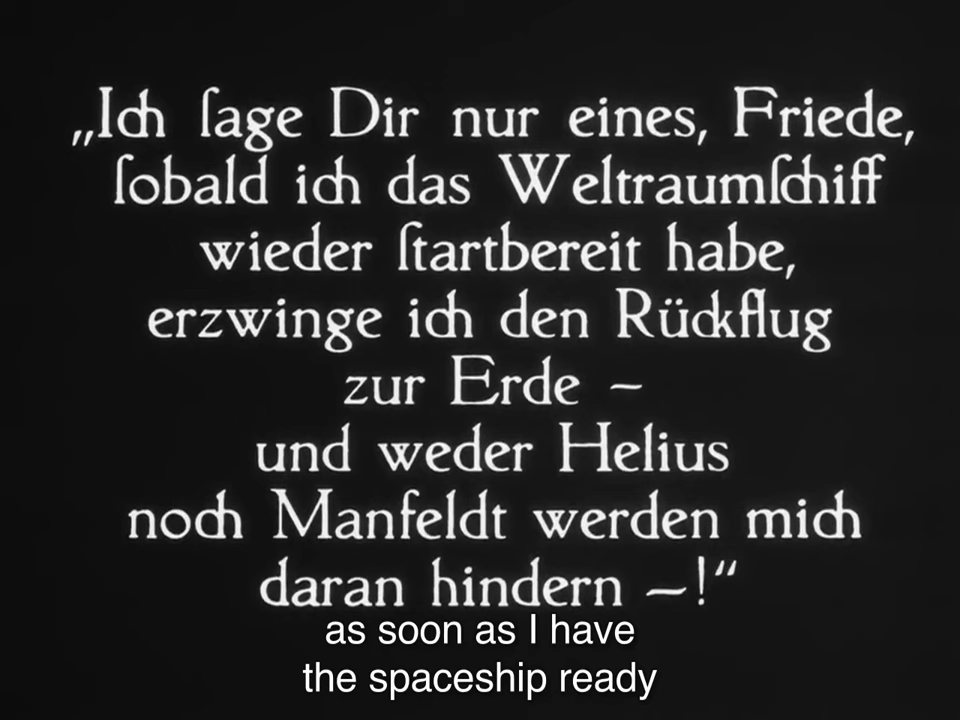 „Ich ſage Dir nur eines, Friede,
ſobald ich das Weltraumſchiff
wieder ſtartbereit habe,
erzwinge ich den Rückflug
zur Erde –
und weder Helius
noch Manfeldt werden mich
daran hindern –!“
as soon as I have
the spaceship ready